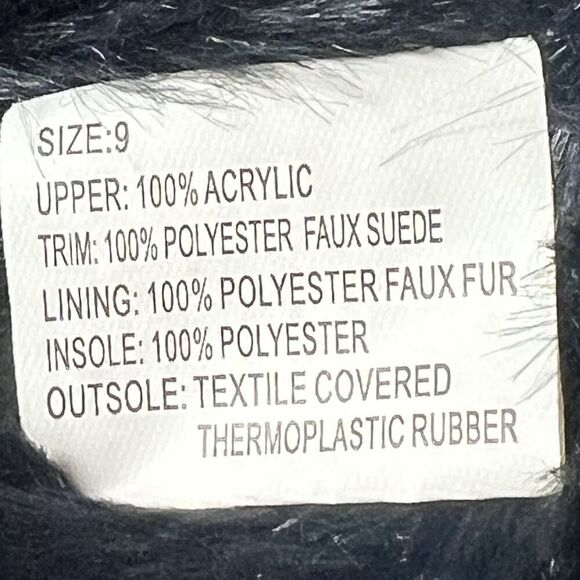 SIZE:9
UPPER: 100% ACRYLIC
TRIM: 100% POLYESTER FAUX SUEDE
LINING: 100% POLYESTER FAUX FUR
INSOLE: 100% POLYESTER
OUTSOLE: TEXTILE COVERED
THERMOPLASTIC RUBBER